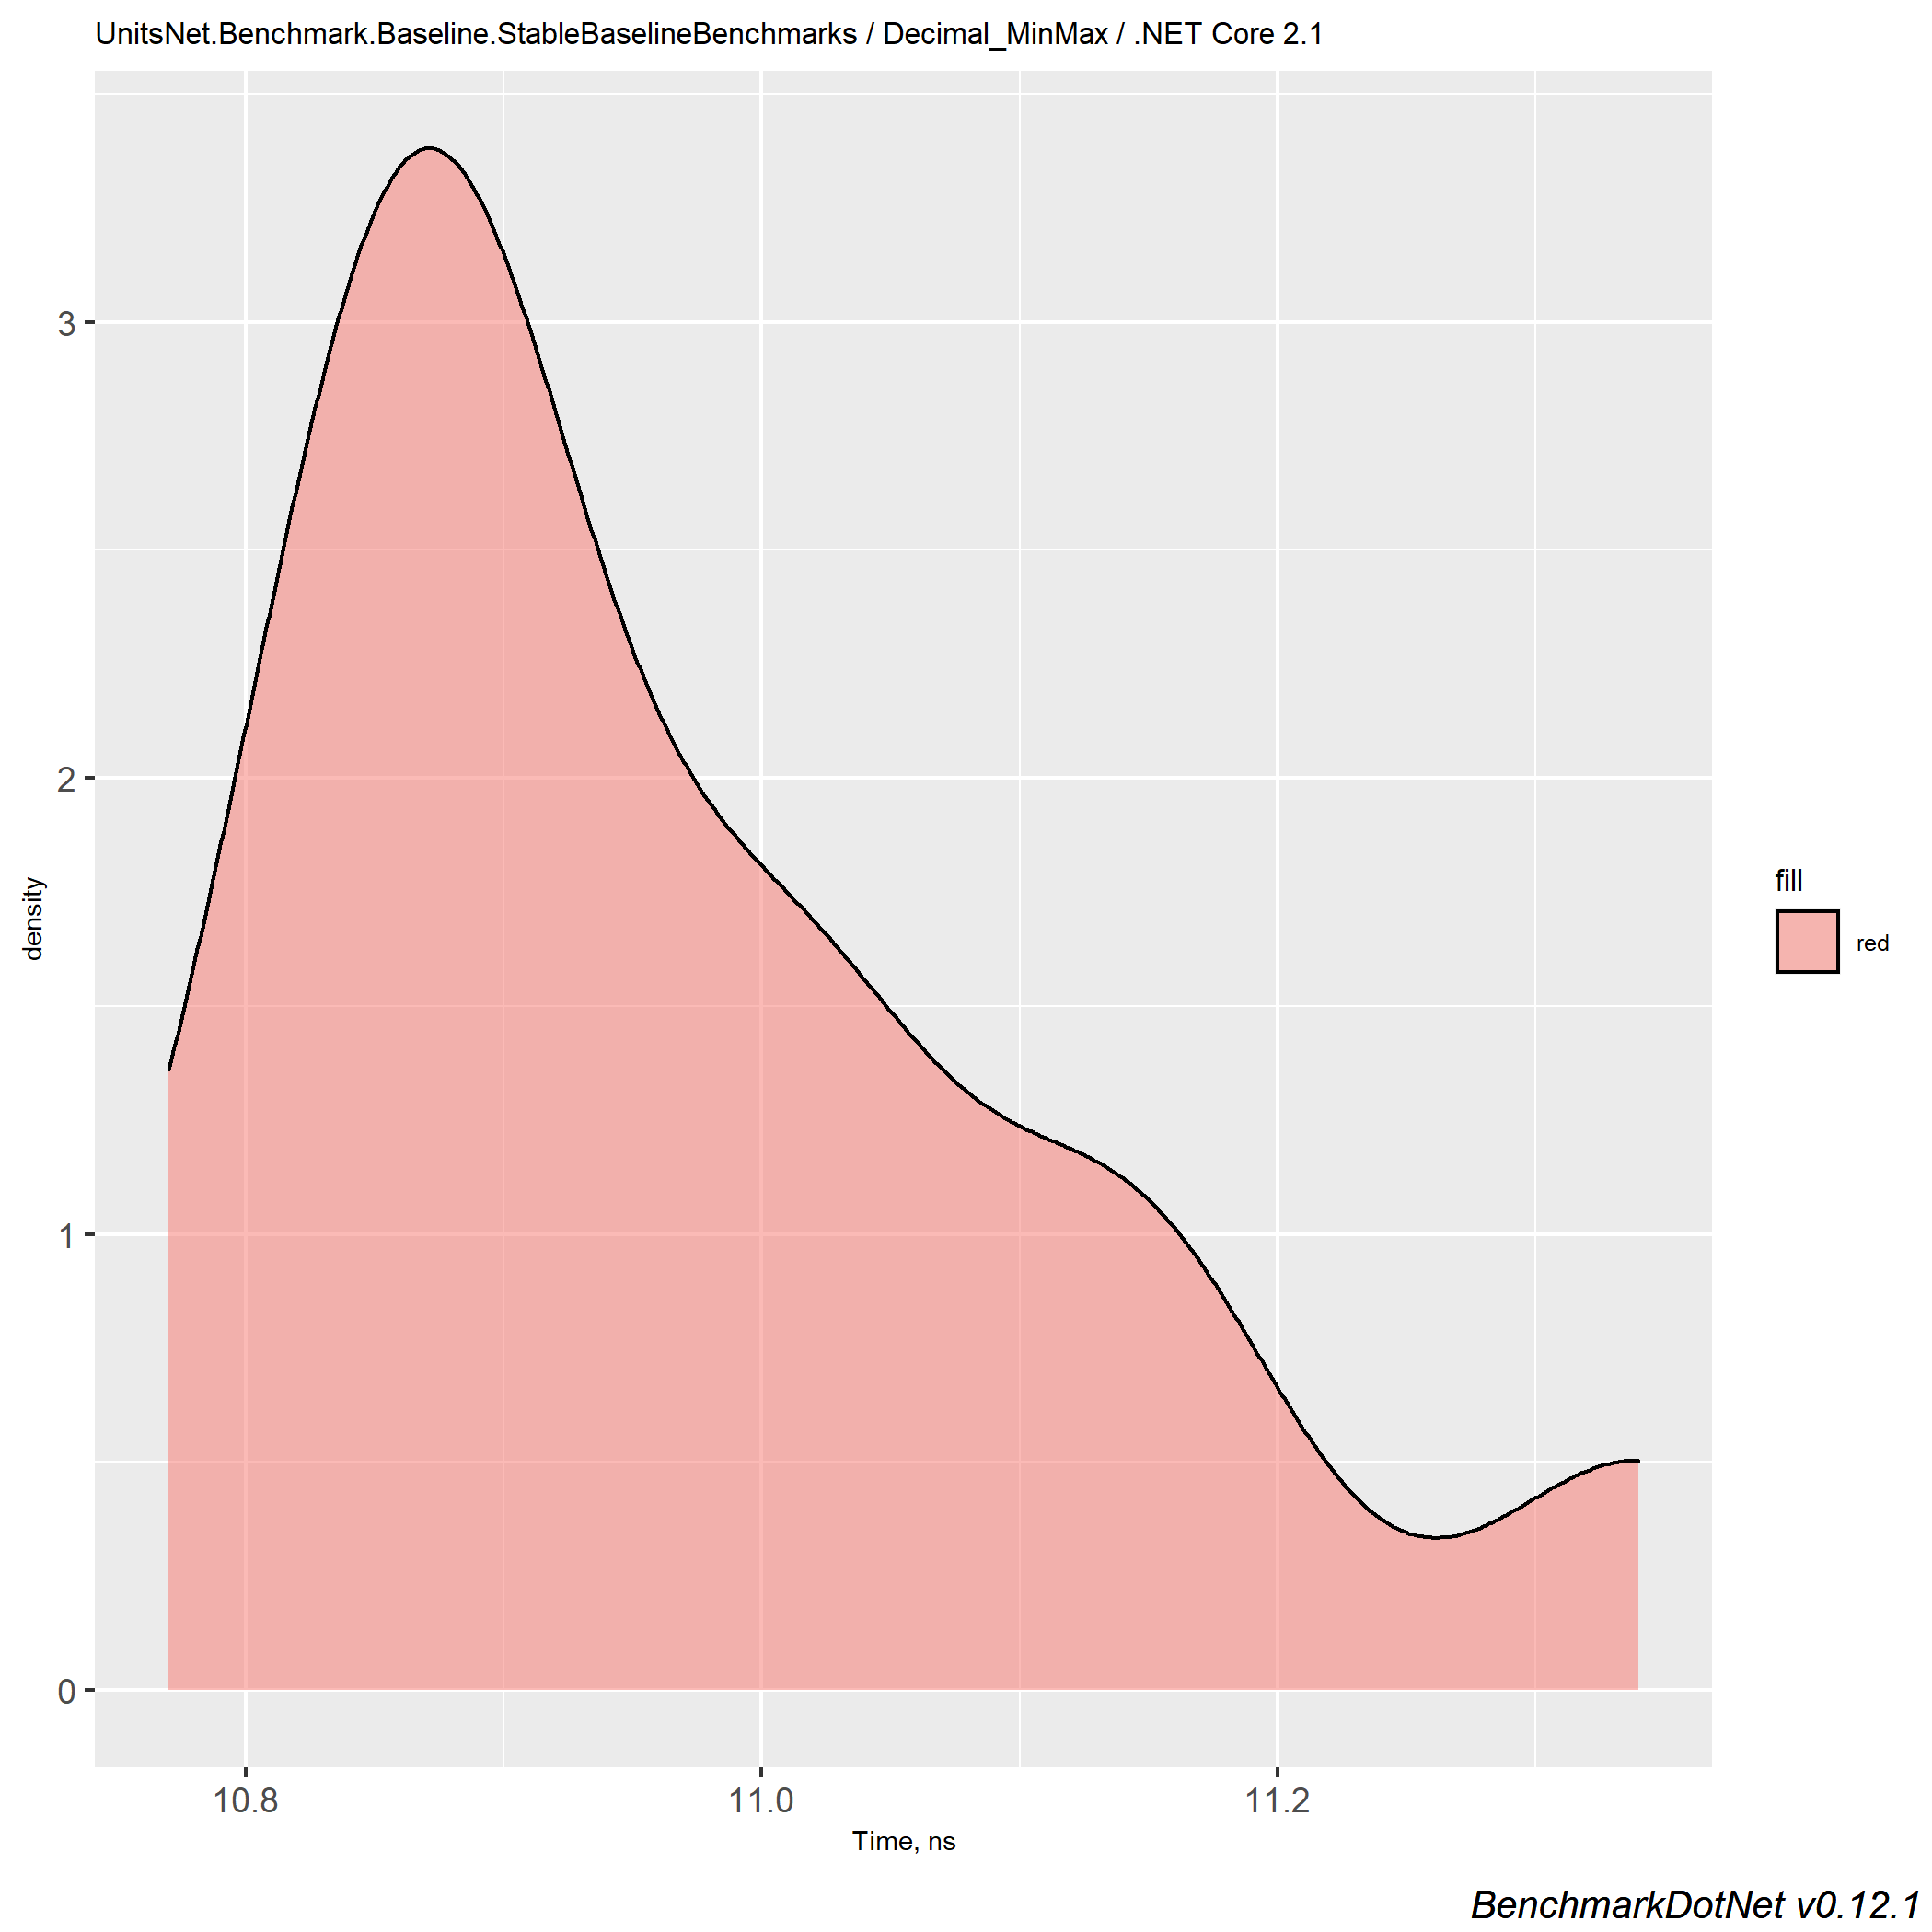 UnitsNet.Benchmark.Baseline.StableBaselineBenchmarks / Decimal_MinMax / .NET Core 2.1
3
2
1
0
density
10.8
11.0
11.2
Time, ns
fill
red
BenchmarkDotNet v0.12.1